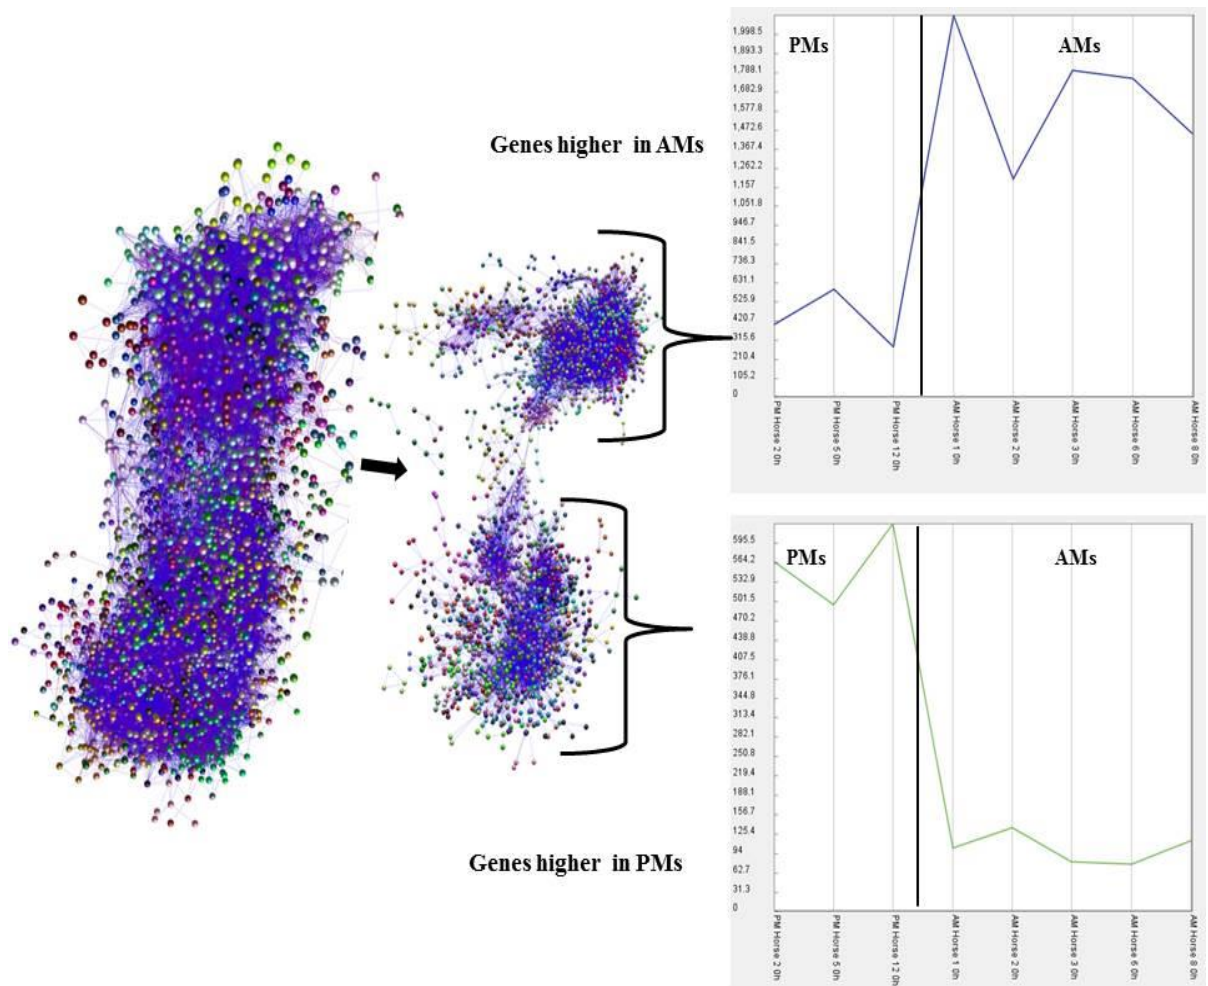 Genes higher in AMs
PMs
AMs
1,998.5
1,893.3
1,788.1
1,682.9
1,577.8
1,472.6
1,367.4
1,262.2
1,157
1,051.8
946.7
841.5
736.3
631.1
525.9
420.7
315.6
210.4
105.2
0
PM Horse 2 0h
PM Horse 5 0h
PM Horse 12 0h
AM Horse 1 0h
AM Horse 2 0h
AM Horse 3 0h
AM Horse 6 0h
AM Horse 8 0h
Genes higher in PMs
PMs
AMs
595.5
564.2
532.9
501.5
470.2
438.8
407.5
376.1
344.8
313.4
282.1
250.8
219.4
188.1
156.7
125.4
94
62.7
31.3
0
PM Horse 2 0h
PM Horse 5 0h
PM Horse 12 0h
AM Horse 1 0h
AM Horse 2 0h
AM Horse 3 0h
AM Horse 6 0h
AM Horse 8 0h